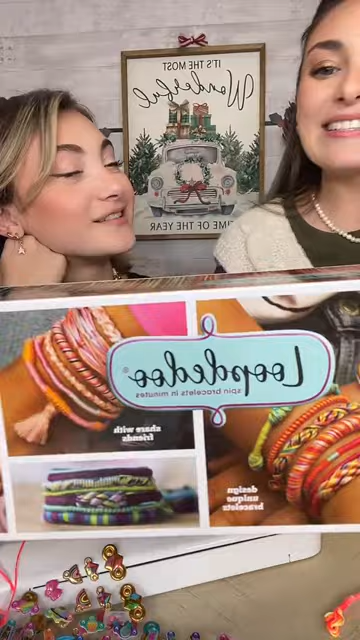 IT'S THE MOST
Wonderful
TIME OF THE YEAR
Loopdedoo®
spin bracelets in minutes
share with
friends
design
unique
bracelets